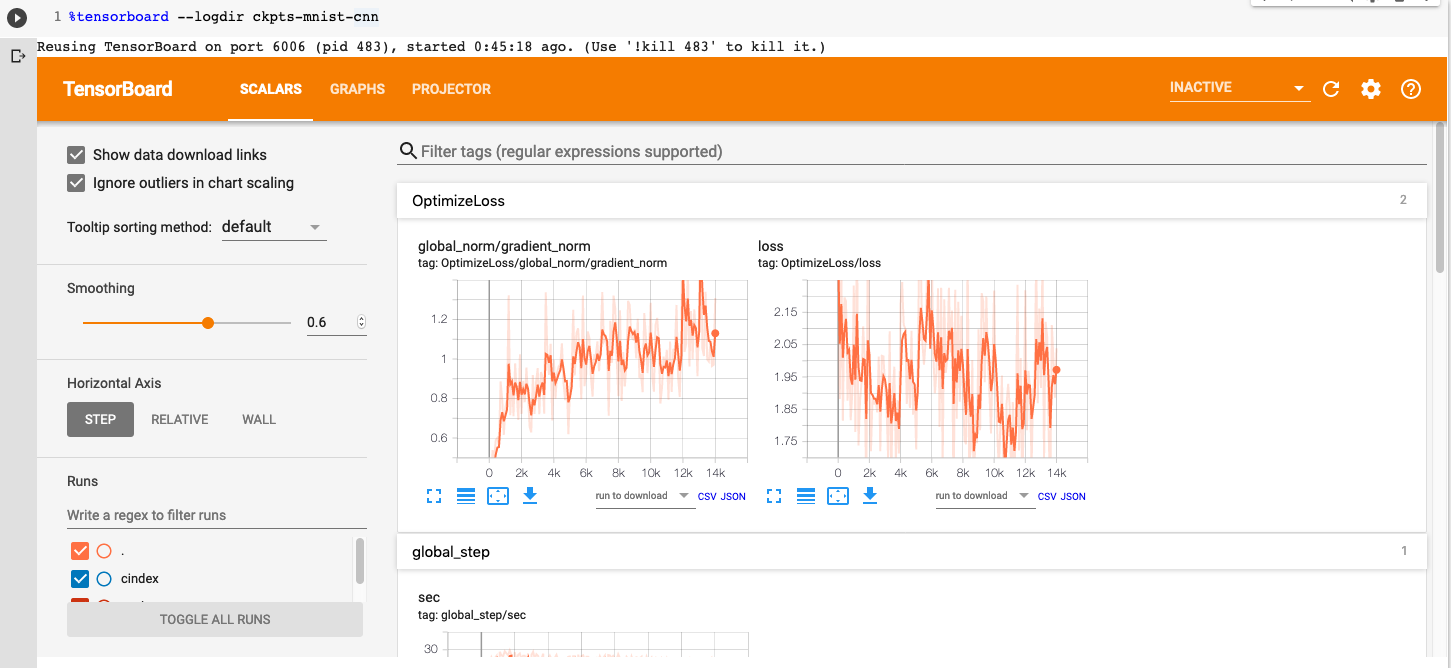 1 %tensorboard --logdir ckpts-mnist-cnn
Reusing TensorBoard on port 6006 (pid 483), started 0:45:18 ago. (Use '!kill 483' to kill it.)
TensorBoard SCALARS GRAPHS PROJECTOR INACTIVE
Show data download links
Ignore outliers in chart scaling
Tooltip sorting method: default
Smoothing
0.6
Horizontal Axis
STEP RELATIVE WALL
Runs
Write a regex to filter runs
.
cindex
TOGGLE ALL RUNS
Filter tags (regular expressions supported)
OptimizeLoss 2
global_norm/gradient_norm
tag: OptimizeLoss/global_norm/gradient_norm
1.2
1
0.8
0.6
0 2k 4k 6k 8k 10k 12k 14k
run to download CSV JSON
loss
tag: OptimizeLoss/loss
2.15
2.05
1.95
1.85
1.75
0 2k 4k 6k 8k 10k 12k 14k
run to download CSV JSON
global_step 1
sec
tag: global_step/sec
30